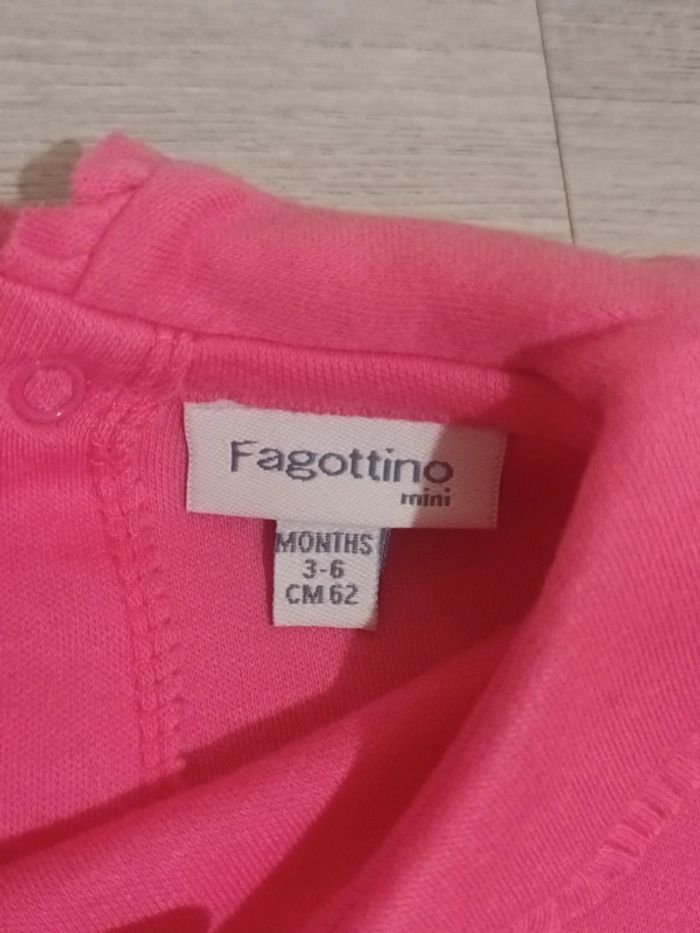 Fagottino
mini
MONTHS
3-6
CM 62